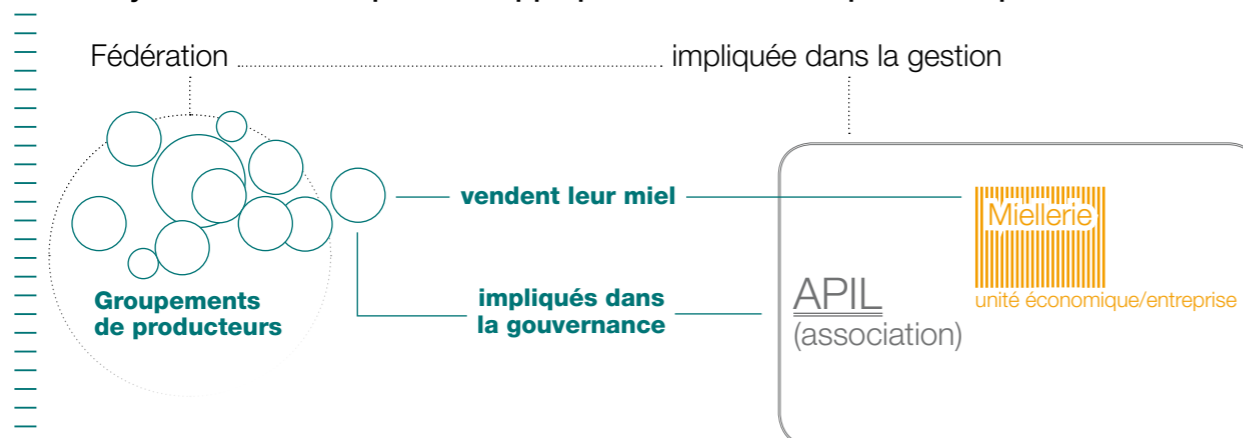 Fédération
impliquée dans la gestion
vendent leur miel
Miellerie
unité économique/entreprise
Groupements
de producteurs
impliqués dans
la gouvernance
APIL
(association)